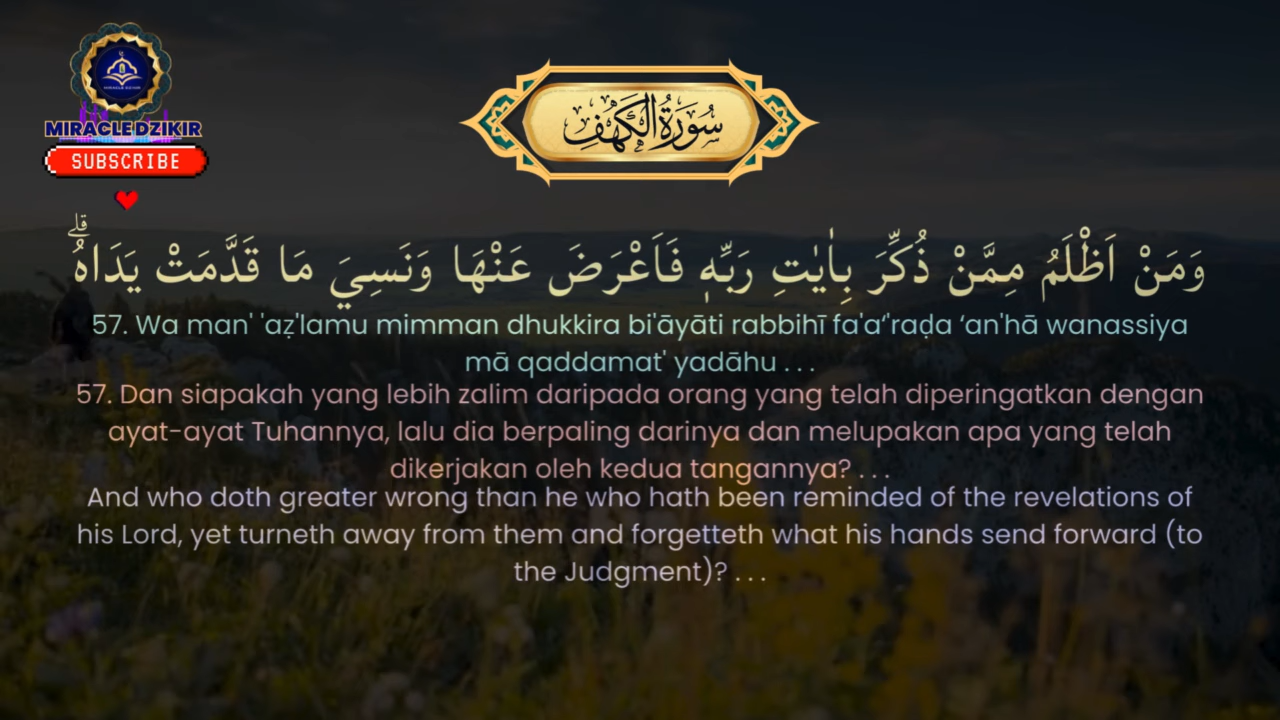 MIRACLE DZIKIR
MIRACLE DZIKIR
SUBSCRIBE
سُورَةُ الْكَهْفِ
وَمَنْ اَظْلَمُ مِمَّنْ ذُكِّرَ بِاٰيٰتِ رَبِّهٖ فَاَعْرَضَ عَنْهَا وَنَسِيَ مَا قَدَّمَتْ يَدَاهُۗ
57. Wa man' 'aẓ'lamu mimman dhukkira bi'āyāti rabbihī fa'a‘'raḍa ‘an'hā wanassiya
mā qaddamat' yadāhu . . .
57. Dan siapakah yang lebih zalim daripada orang yang telah diperingatkan dengan
ayat-ayat Tuhannya, lalu dia berpaling darinya dan melupakan apa yang telah
dikerjakan oleh kedua tangannya? . . .
And who doth greater wrong than he who hath been reminded of the revelations of
his Lord, yet turneth away from them and forgetteth what his hands send forward (to
the Judgment)? . . .